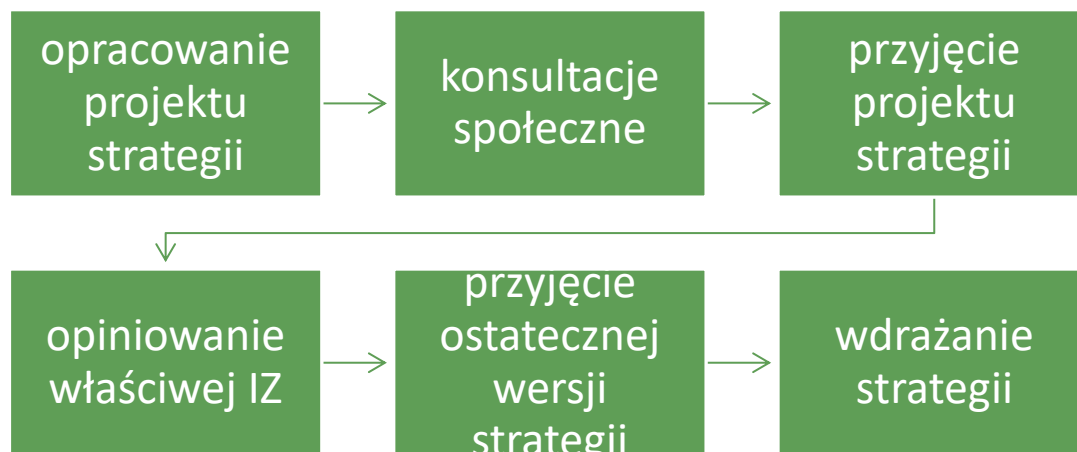 opracowanie
projektu
strategii
konsultacje
społeczne
przyjęcie
projektu
strategii
opiniowanie
właściwej IZ
przyjęcie
ostatecznej
wersji
strategii
wdrażanie
strategii